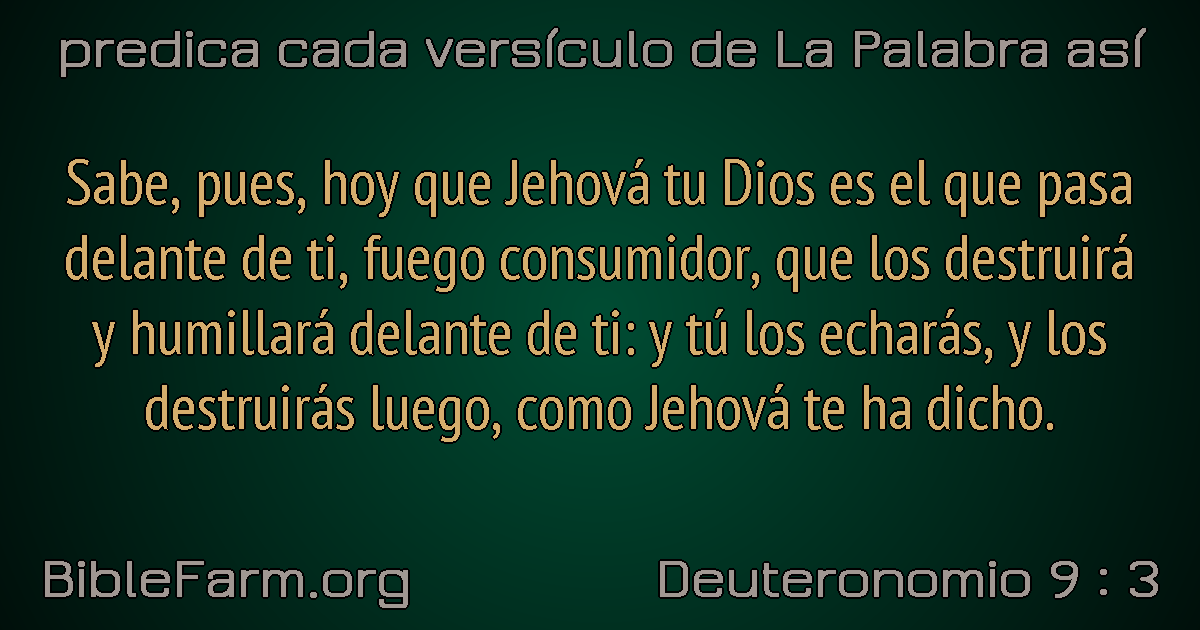 predica cada versículo de La Palabra así
Sabe, pues, hoy que Jehová tu Dios es el que pasa
delante de ti, fuego consumidor, que los destruirá
y humillará delante de ti: y tú los echarás, y los
destruirás luego, como Jehová te ha dicho.
BibleFarm.org
Deuteronomio 9 : 3